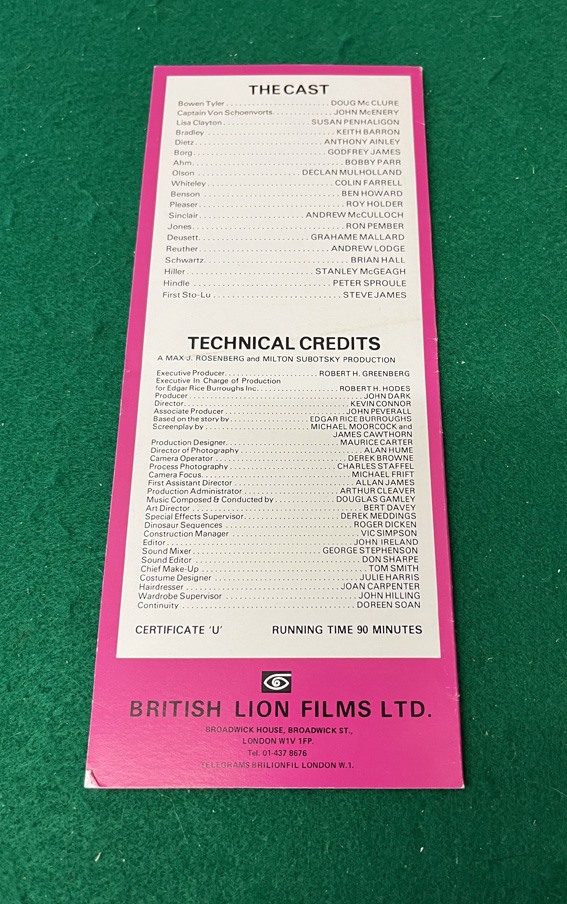 THE CAST
Bowen Tyler . . . . . . . . . . . . . . . . . . . . DOUG Mc CLURE
Captain Von Schoenvorts. . . . . . . . . . . . JOHN McENERY
Lisa Clayton. . . . . . . . . . . . . . . . . SUSAN PENHALIGON
Bradley . . . . . . . . . . . . . . . . . . . . . . KEITH BARRON
Dietz. . . . . . . . . . . . . . . . . . . . . . ANTHONY AINLEY
Borg. . . . . . . . . . . . . . . . . . . . . . GODFREY JAMES
Ahm. . . . . . . . . . . . . . . . . . . . . . . . BOBBY PARR
Olson . . . . . . . . . . . . . . . . . DECLAN MULHOLLAND
Whiteley. . . . . . . . . . . . . . . . . . . . . COLIN FARRELL
Benson . . . . . . . . . . . . . . . . . . . . . . BEN HOWARD
Pleaser. . . . . . . . . . . . . . . . . . . . . . . ROY HOLDER
Sinclair. . . . . . . . . . . . . . . . . ANDREW McCULLOCH
Jones. . . . . . . . . . . . . . . . . . . . . . . . RON PEMBER
Deusett. . . . . . . . . . . . . . . . . GRAHAME MALLARD
Reuther. . . . . . . . . . . . . . . . . . . . ANDREW LODGE
Schwartz. . . . . . . . . . . . . . . . . . . . . . BRIAN HALL
Hiller. . . . . . . . . . . . . . . . . . . STANLEY McGEAGH
Hindle . . . . . . . . . . . . . . . . . . . . . PETER SPROULE
First Sto-Lu . . . . . . . . . . . . . . . . . . . STEVE JAMES
TECHNICAL CREDITS
A MAX J. ROSENBERG and MILTON SUBOTSKY PRODUCTION
Executive Producer. . . . . . . . . . . . . . . ROBERT H. GREENBERG
Executive In Charge of Production
for Edgar Rice Burroughs Inc. . . . . . . . . . . . . ROBERT H. HODES
Producer . . . . . . . . . . . . . . . . . . . . . . . . . JOHN DARK
Director. . . . . . . . . . . . . . . . . . . . . . . KEVIN CONNOR
Associate Producer . . . . . . . . . . . . . . . . . . JOHN PEVERALL
Based on the story by . . . . . . . . . . . . EDGAR RICE BURROUGHS
Screenplay by . . . . . . . . . . . . . . . MICHAEL MOORCOCK and
JAMES CAWTHORN
Production Designer. . . . . . . . . . . . . . . . MAURICE CARTER
Director of Photography . . . . . . . . . . . . . . . . ALAN HUME
Camera Operator . . . . . . . . . . . . . . . . . . DEREK BROWNE
Process Photography . . . . . . . . . . . . . . CHARLES STAFFEL
Camera Focus. . . . . . . . . . . . . . . . . . . . MICHAEL FRIFT
First Assistant Director . . . . . . . . . . . . . . . ALLAN JAMES
Production Administrator . . . . . . . . . . . . ARTHUR CLEAVER
Music Composed & Conducted by . . . . . . . . DOUGLAS GAMLEY
Art Director . . . . . . . . . . . . . . . . . . . . . . BERT DAVEY
Special Effects Supervisor. . . . . . . . . . . . DEREK MEDDINGS
Dinosaur Sequences . . . . . . . . . . . . . . . . ROGER DICKEN
Construction Manager . . . . . . . . . . . . . . . . VIC SIMPSON
Editor . . . . . . . . . . . . . . . . . . . . . . . JOHN IRELAND
Sound Mixer . . . . . . . . . . . . . . . . GEORGE STEPHENSON
Sound Editor . . . . . . . . . . . . . . . . . . . . . DON SHARPE
Chief Make-Up . . . . . . . . . . . . . . . . . . . . . TOM SMITH
Costume Designer . . . . . . . . . . . . . . . . . JULIE HARRIS
Hairdresser . . . . . . . . . . . . . . . . . . . JOAN CARPENTER
Wardrobe Supervisor . . . . . . . . . . . . . . . . JOHN HILLING
Continuity . . . . . . . . . . . . . . . . . . . . . DOREEN SOAN
CERTIFICATE 'U' RUNNING TIME 90 MINUTES
BRITISH LION FILMS LTD.
BROADWICK HOUSE, BROADWICK ST.,
LONDON W1V 1FP.
Tel. 01-437 8676
TELEGRAMS BRILIONFIL LONDON W.1.